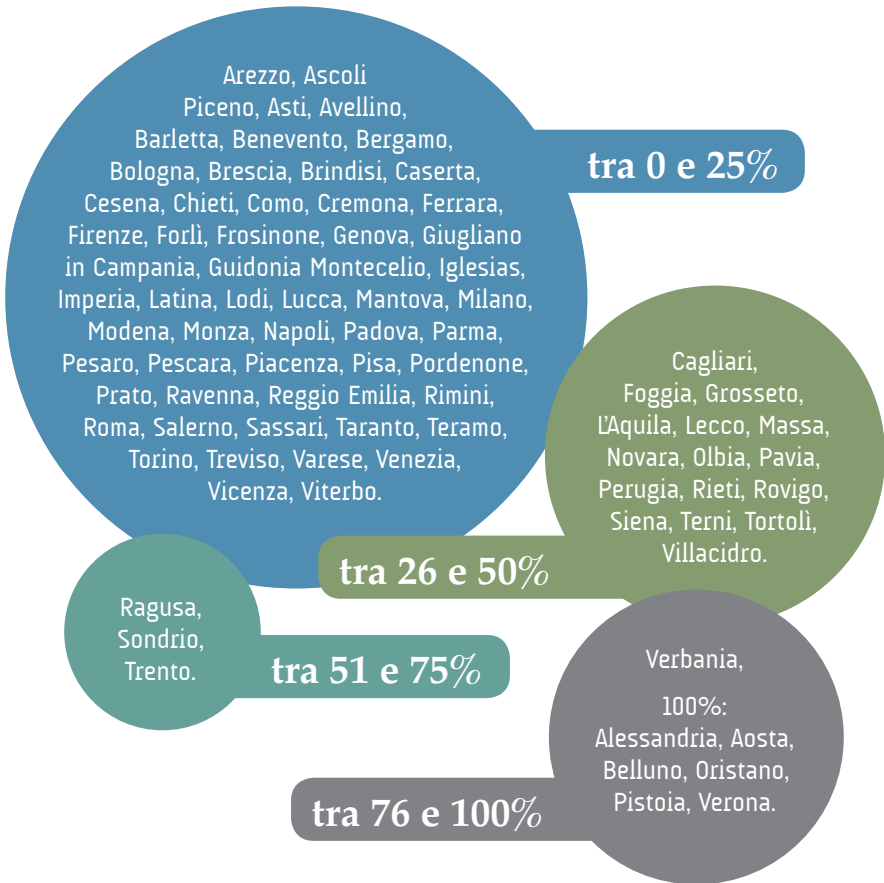 Arezzo, Ascoli
Piceno, Asti, Avellino,
Barletta, Benevento, Bergamo,
Bologna, Brescia, Brindisi, Caserta,
Cesena, Chieti, Como, Cremona, Ferrara,
Firenze, Forlì, Frosinone, Genova, Giugliano
in Campania, Guidonia Montecelio, Iglesias,
Imperia, Latina, Lodi, Lucca, Mantova, Milano,
Modena, Monza, Napoli, Padova, Parma,
Pesaro, Pescara, Piacenza, Pisa, Pordenone,
Prato, Ravenna, Reggio Emilia, Rimini,
Roma, Salerno, Sassari, Taranto, Teramo,
Torino, Treviso, Varese, Venezia,
Vicenza, Viterbo.
tra 0 e 25%
Cagliari,
Foggia, Grosseto,
L'Aquila, Lecco, Massa,
Novara, Olbia, Pavia,
Perugia, Rieti, Rovigo,
Siena, Terni, Tortolì,
Villacidro.
tra 26 e 50%
Ragusa,
Sondrio,
Trento.
tra 51 e 75%
Verbania,
100%:
Alessandria, Aosta,
Belluno, Oristano,
Pistoia, Verona.
tra 76 e 100%